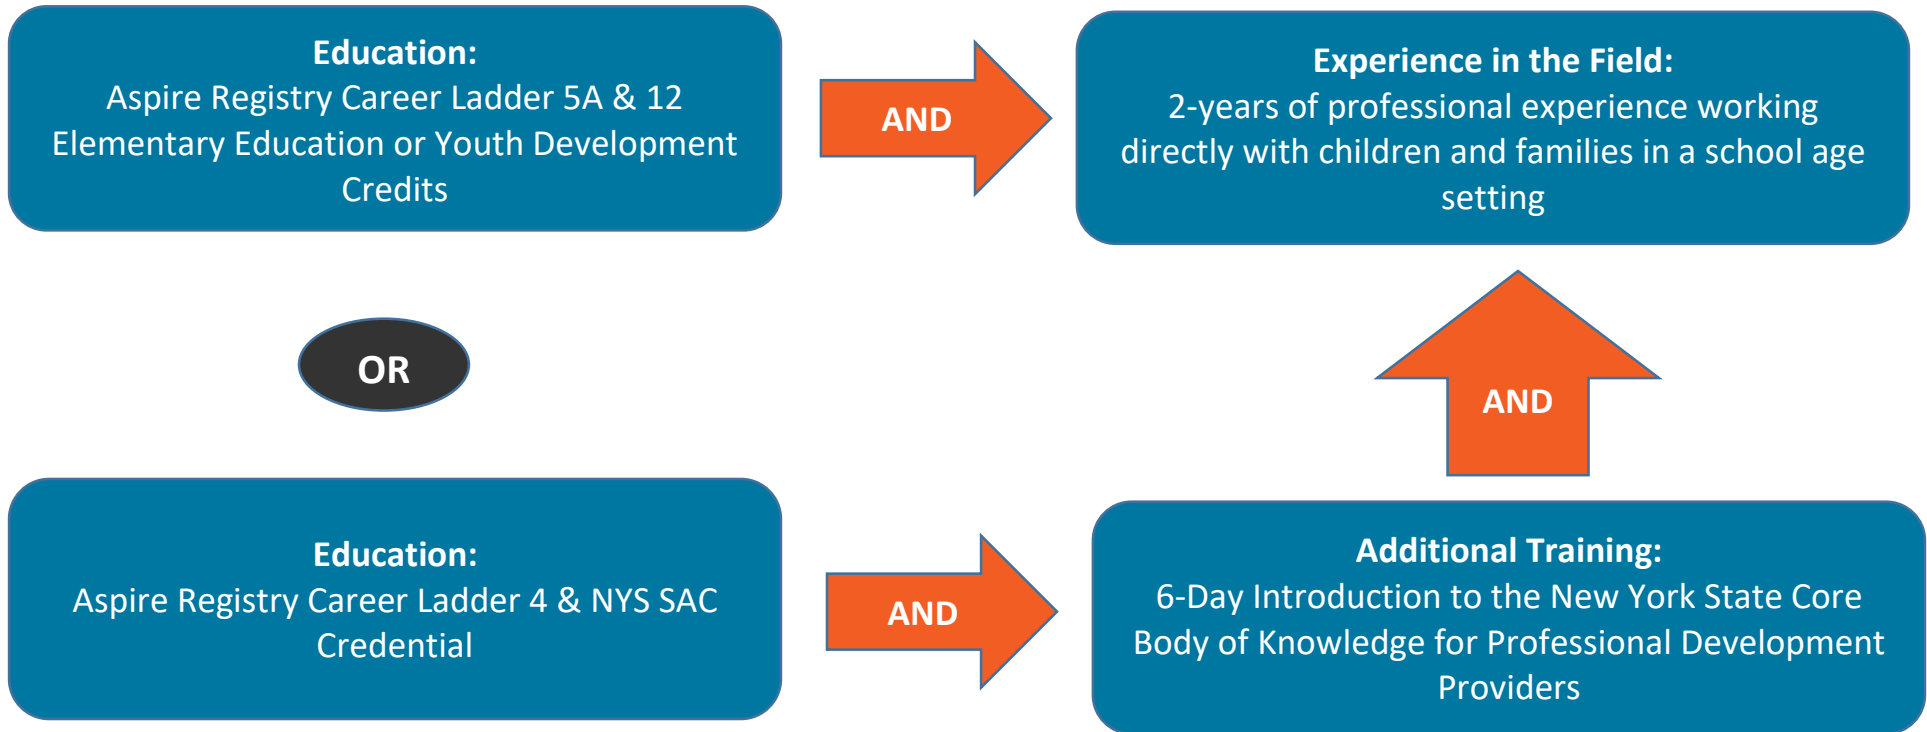 Education:
Aspire Registry Career Ladder 5A & 12
Elementary Education or Youth Development
Credits
AND
Experience in the Field:
2-years of professional experience working
directly with children and families in a school age
setting
OR
AND
Education:
Aspire Registry Career Ladder 4 & NYS SAC
Credential
AND
Additional Training:
6-Day Introduction to the New York State Core
Body of Knowledge for Professional Development
Providers